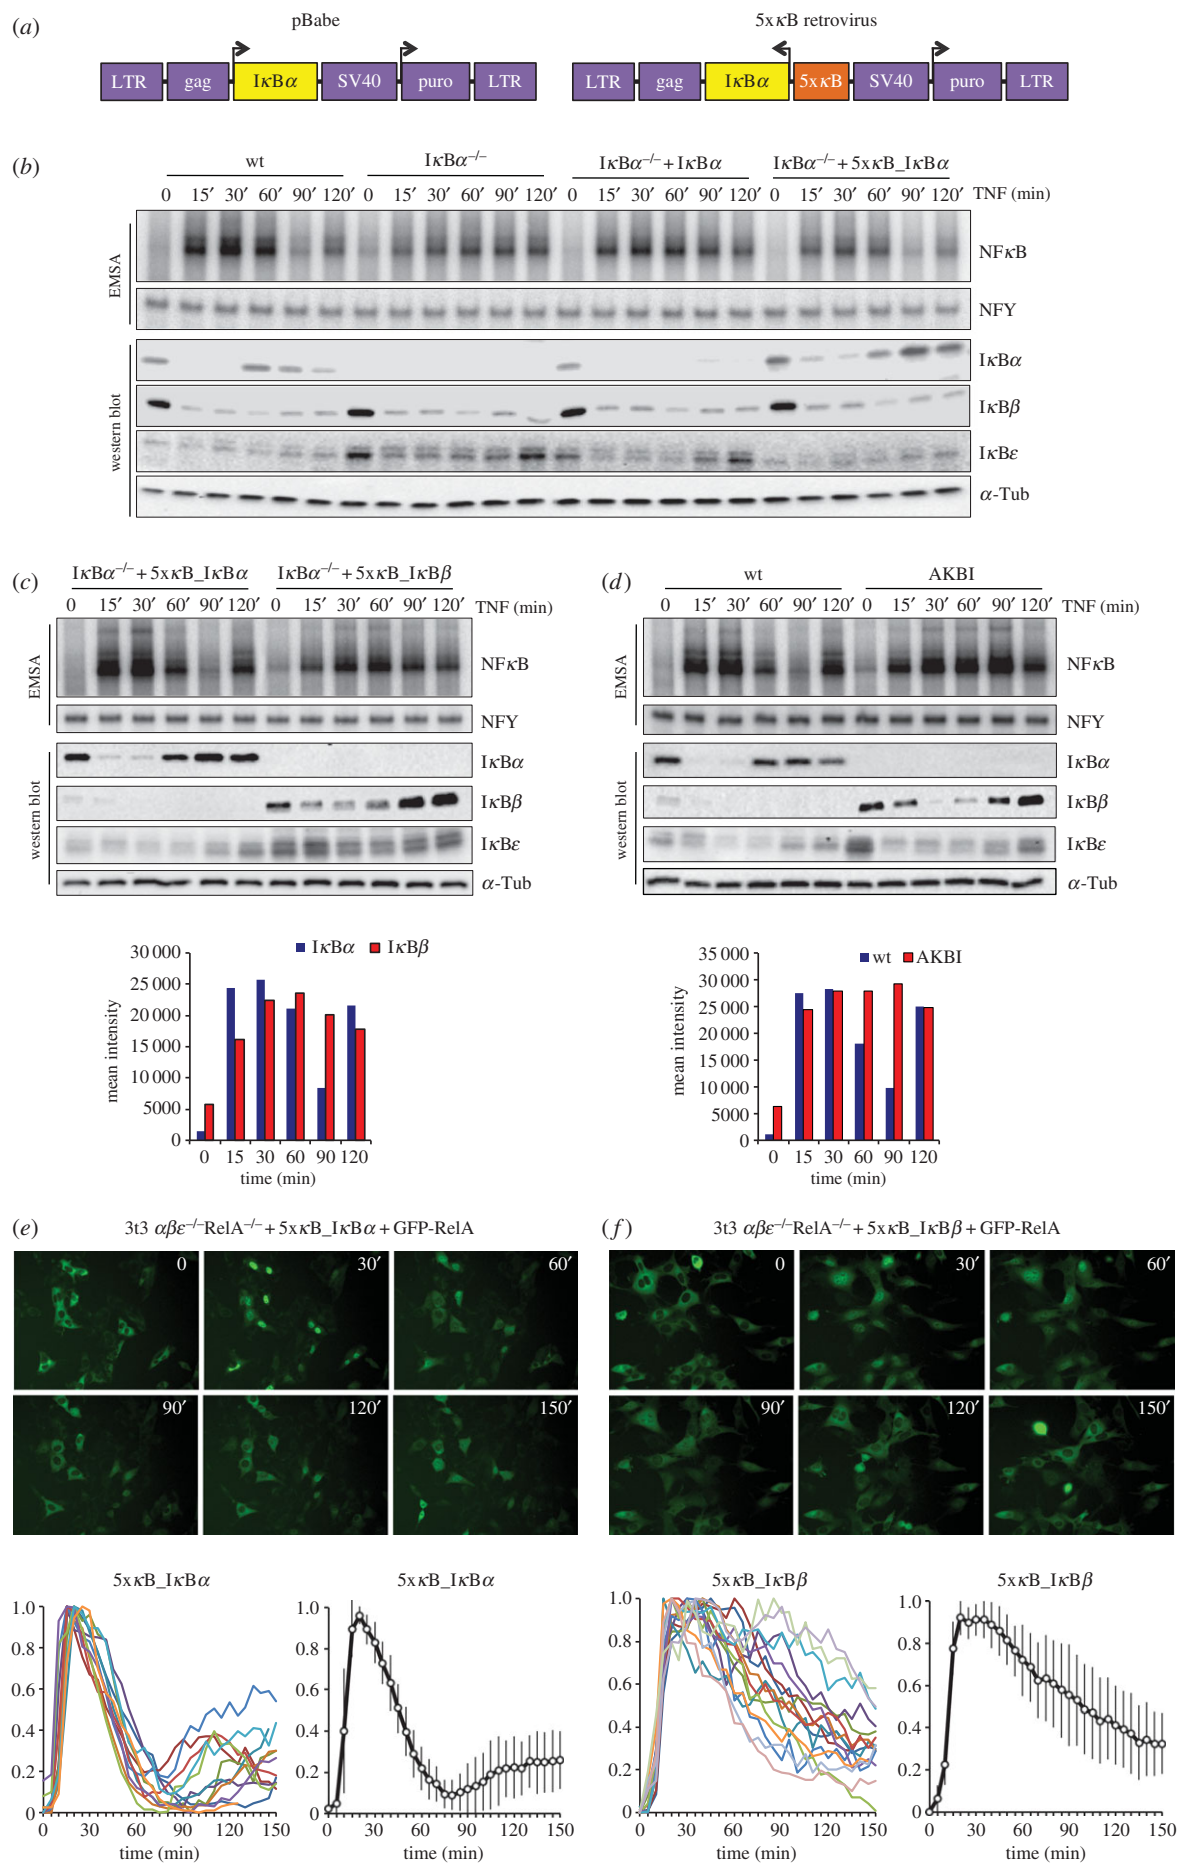 (a)
pBabe
5xκB retrovirus
LTR gag IκBα SV40 puro LTR
LTR gag IκBα 5xκB SV40 puro LTR
(b)
wt IκBα−/− IκBα−/− + IκBα IκBα−/− + 5xκB_IκBα
0 15′ 30′ 60′ 90′ 120′ 0 15′ 30′ 60′ 90′ 120′ 0 15′ 30′ 60′ 90′ 120′ 0 15′ 30′ 60′ 90′ 120′ TNF (min)
EMSA
NFκB
NFY
western blot
IκBα
IκBβ
IκBε
α-Tub
(c)
IκBα−/− + 5xκB_IκBα IκBα−/− + 5xκB_IκBβ
0 15′ 30′ 60′ 90′ 120′ 0 15′ 30′ 60′ 90′ 120′ TNF (min)
EMSA
NFκB
NFY
western blot
IκBα
IκBβ
IκBε
α-Tub
IκBα IκBβ
mean intensity
30 000
25 000
20 000
15 000
10 000
5000
0
0 15 30 60 90 120
time (min)
(d)
wt AKBI
0 15′ 30′ 60′ 90′ 120′ 0 15′ 30′ 60′ 90′ 120′ TNF (min)
EMSA
NFκB
NFY
western blot
IκBα
IκBβ
IκBε
α-Tub
wt AKBI
mean intensity
35 000
30 000
25 000
20 000
15 000
10 000
5000
0
0 15 30 60 90 120
time (min)
(e)
3t3 αβε−/−RelA−/− + 5xκB_IκBα + GFP-RelA
0 30′ 60′
90′ 120′ 150′
5xκB_IκBα
1.0
0.8
0.6
0.4
0.2
0
0 30 60 90 120 150
time (min)
5xκB_IκBα
1.0
0.8
0.6
0.4
0.2
0
0 30 60 90 120 150
time (min)
(f)
3t3 αβε−/−RelA−/− + 5xκB_IκBβ + GFP-RelA
0 30′ 60′
90′ 120′ 150′
5xκB_IκBβ
1.0
0.8
0.6
0.4
0.2
0
0 30 60 90 120 150
time (min)
5xκB_IκBβ
1.0
0.8
0.6
0.4
0.2
0
0 30 60 90 120 150
time (min)